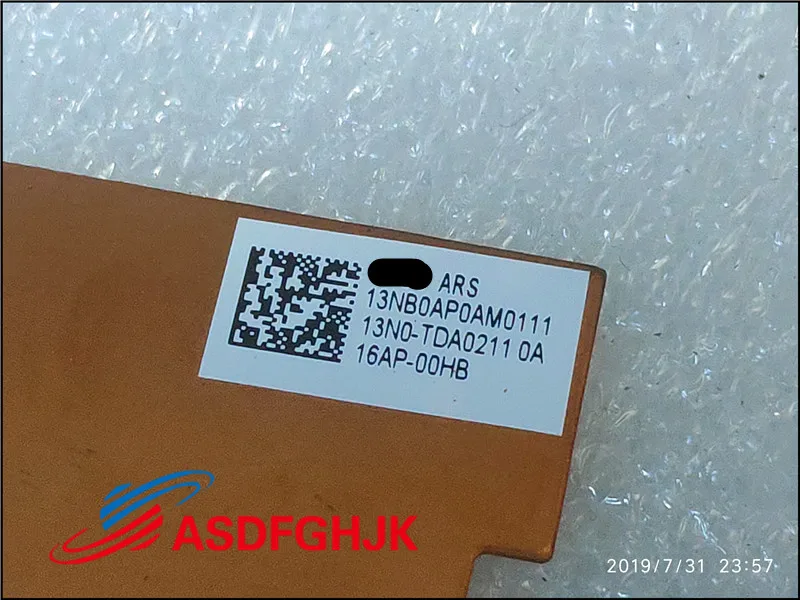 ARS
13NB0AP0AM0111
13N0-TDA0211 0A
16AP-00HB
ASDFGHJK
2019/7/31 23:57